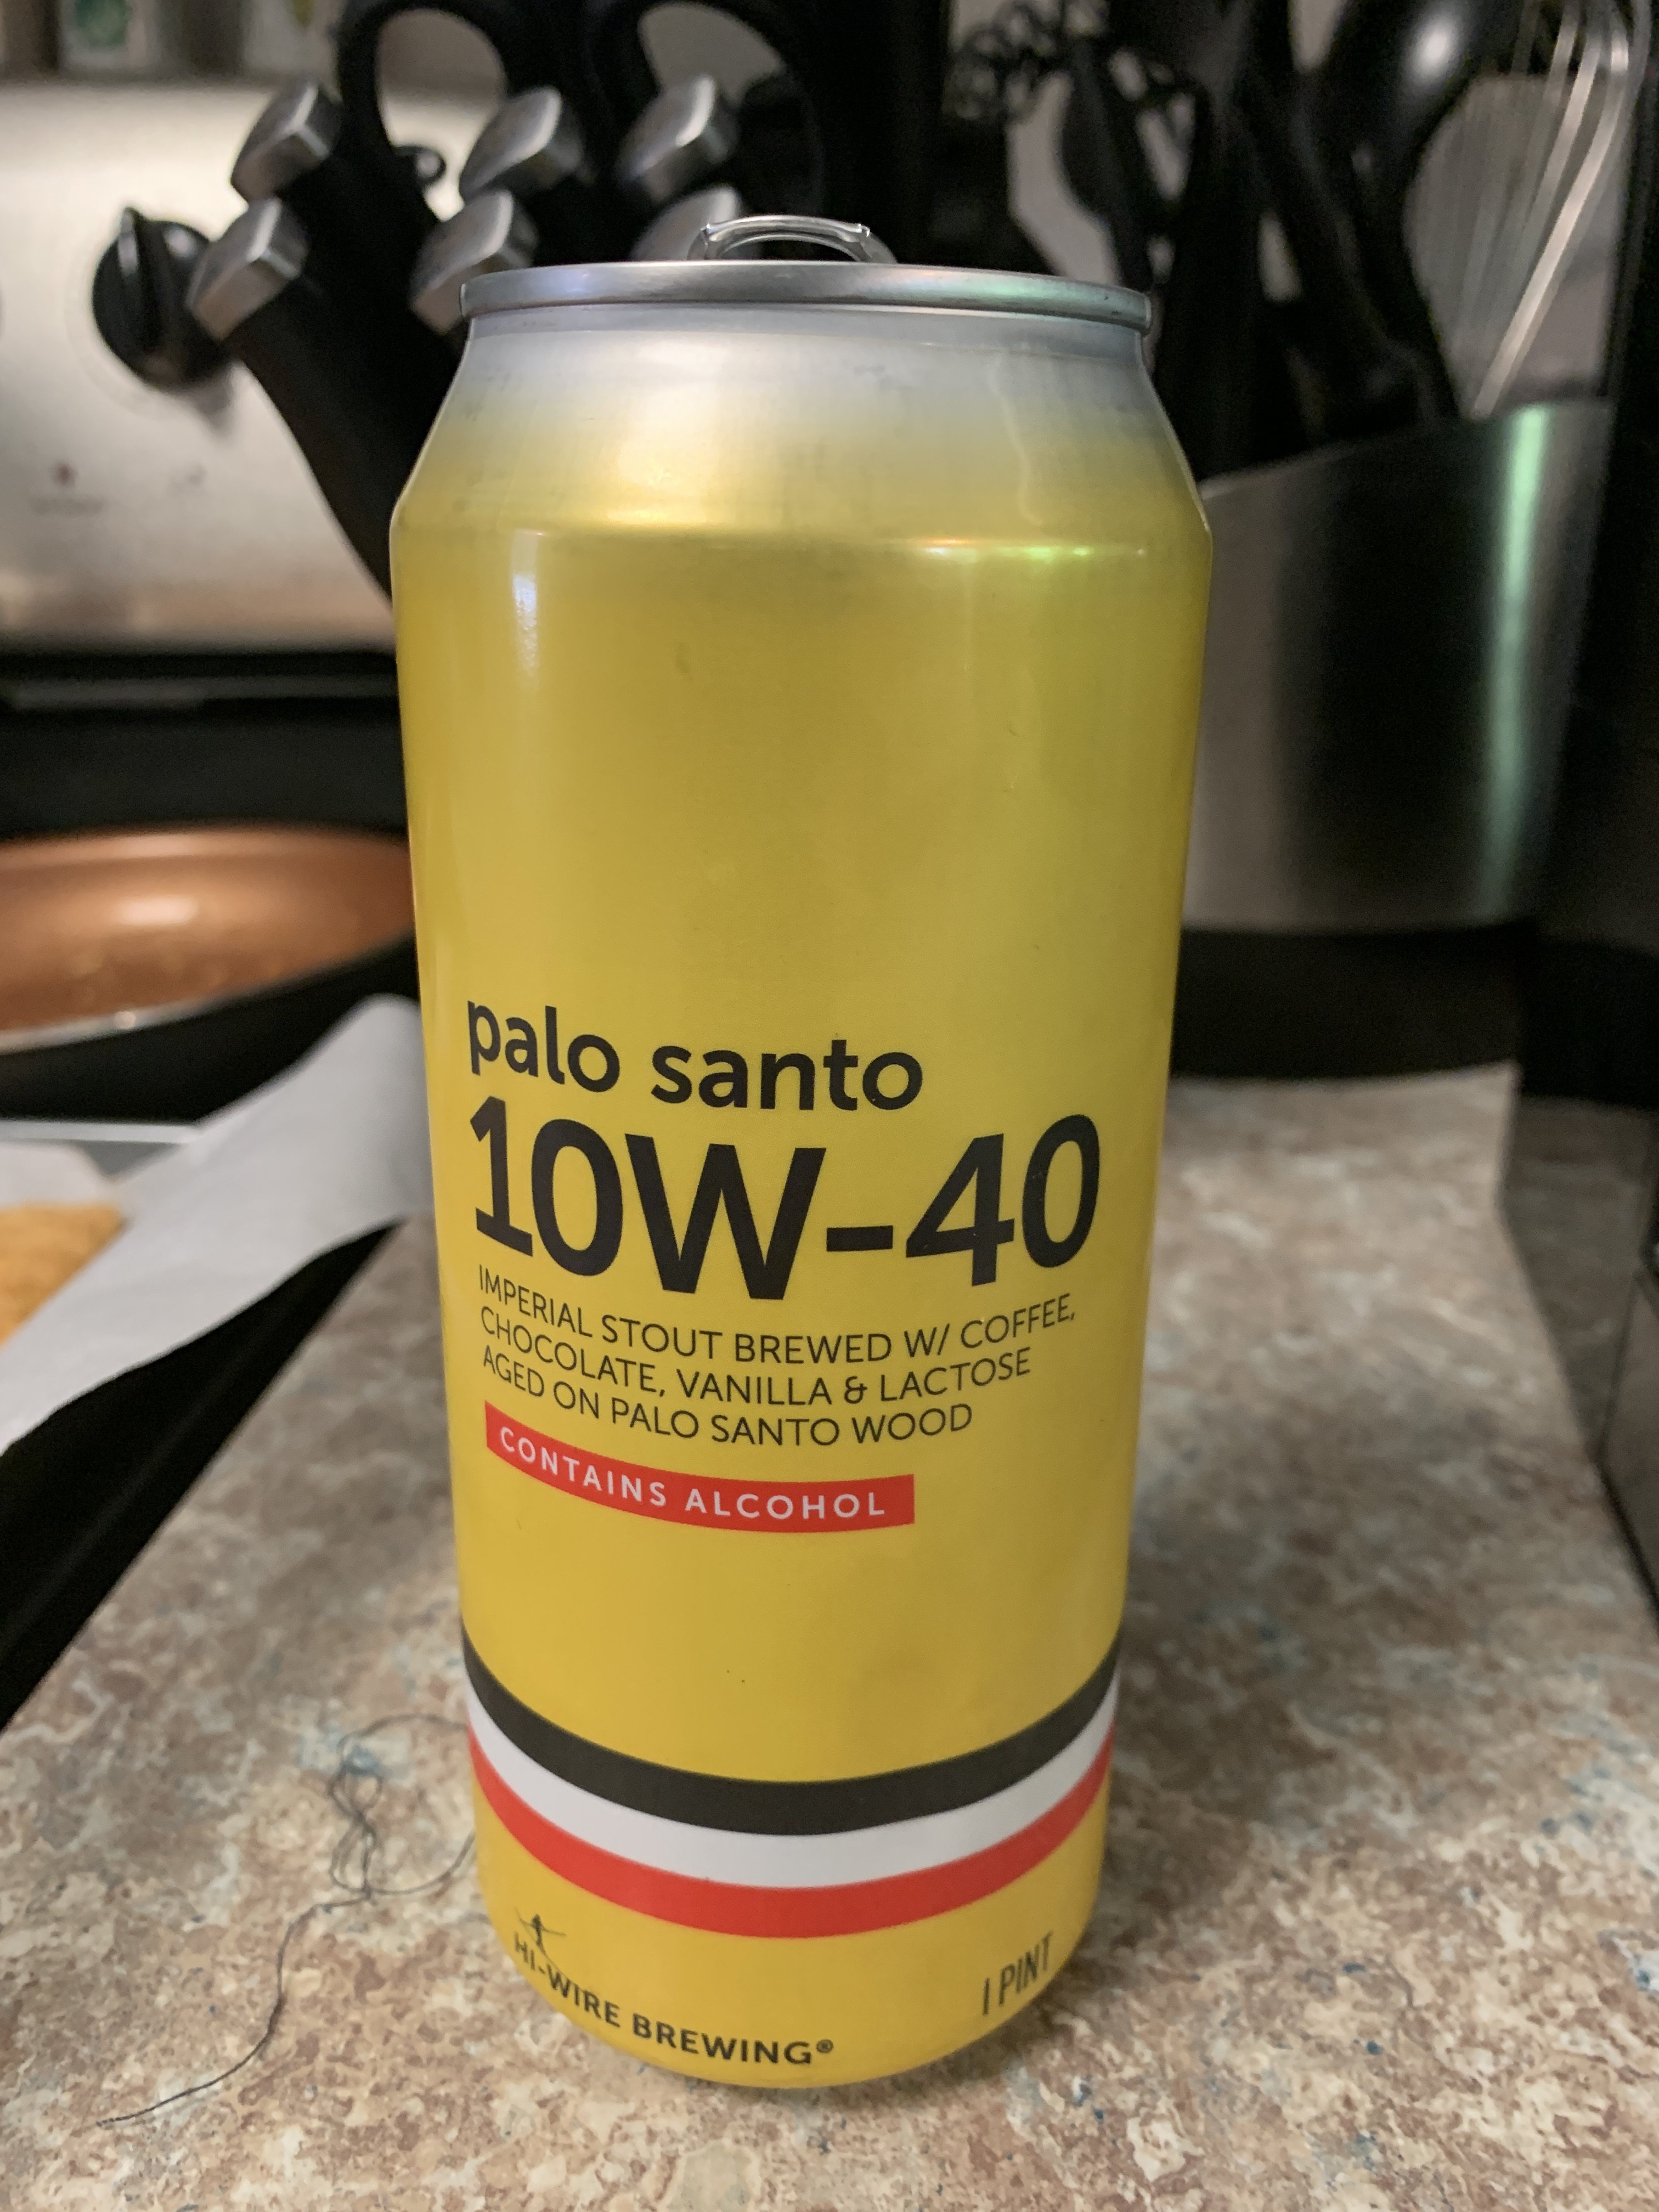 palo santo
10W-40
IMPERIAL STOUT BREWED W/ COFFEE,
CHOCOLATE, VANILLA & LACTOSE
AGED ON PALO SANTO WOOD
CONTAINS ALCOHOL
HI-WIRE BREWING®
1 PINT